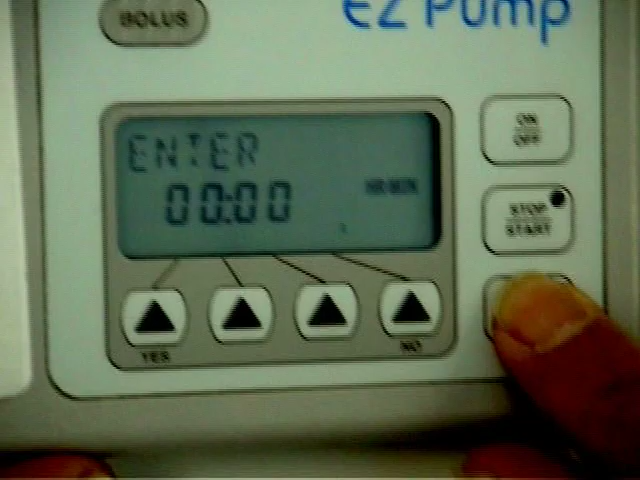 BOLUS
EZ Pump
ENTER
00:00
HR MIN
ON
OFF
STOP
START
YES
NO